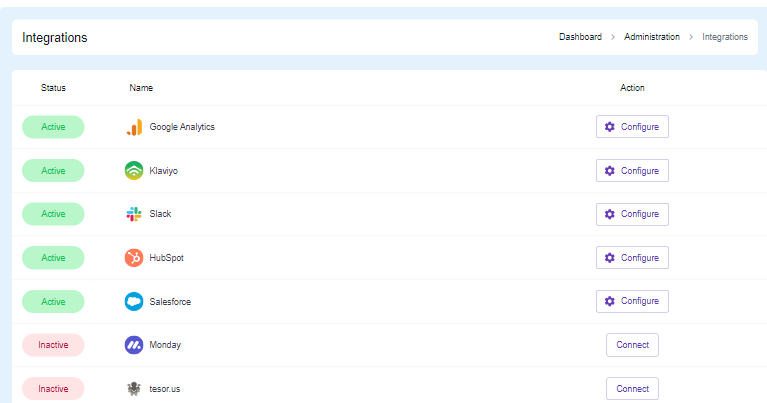 Integrations
Dashboard > Administration > Integrations
Status Name Action
Active Google Analytics Configure
Active Klaviyo Configure
Active Slack Configure
Active HubSpot Configure
Active Salesforce Configure
Inactive Monday Connect
Inactive tesor.us Connect